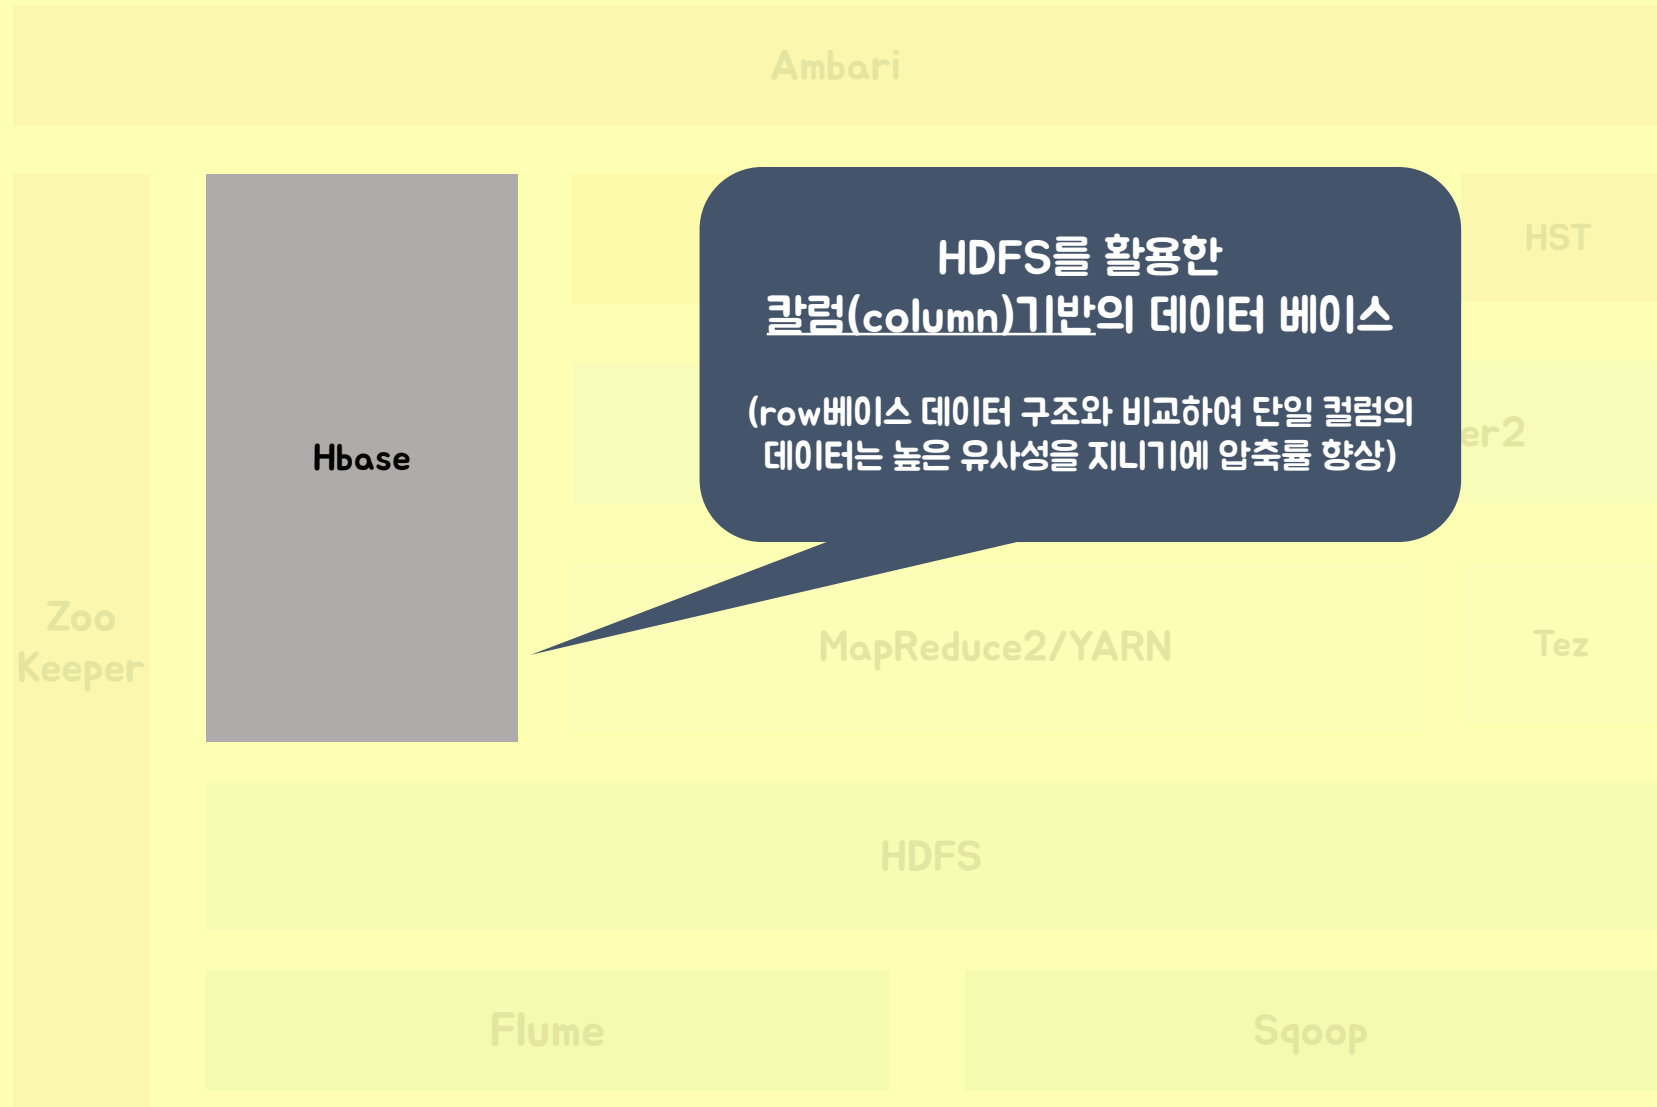 Ambari
HST
Hbase
HDFS를 활용한
칼럼(column)기반의 데이터 베이스
(row베이스 데이터 구조와 비교하여 단일 컬럼의
데이터는 높은 유사성을 지니기에 압축률 향상)
er2
Zoo
Keeper
MapReduce2/YARN
Tez
HDFS
Flume
Sqoop